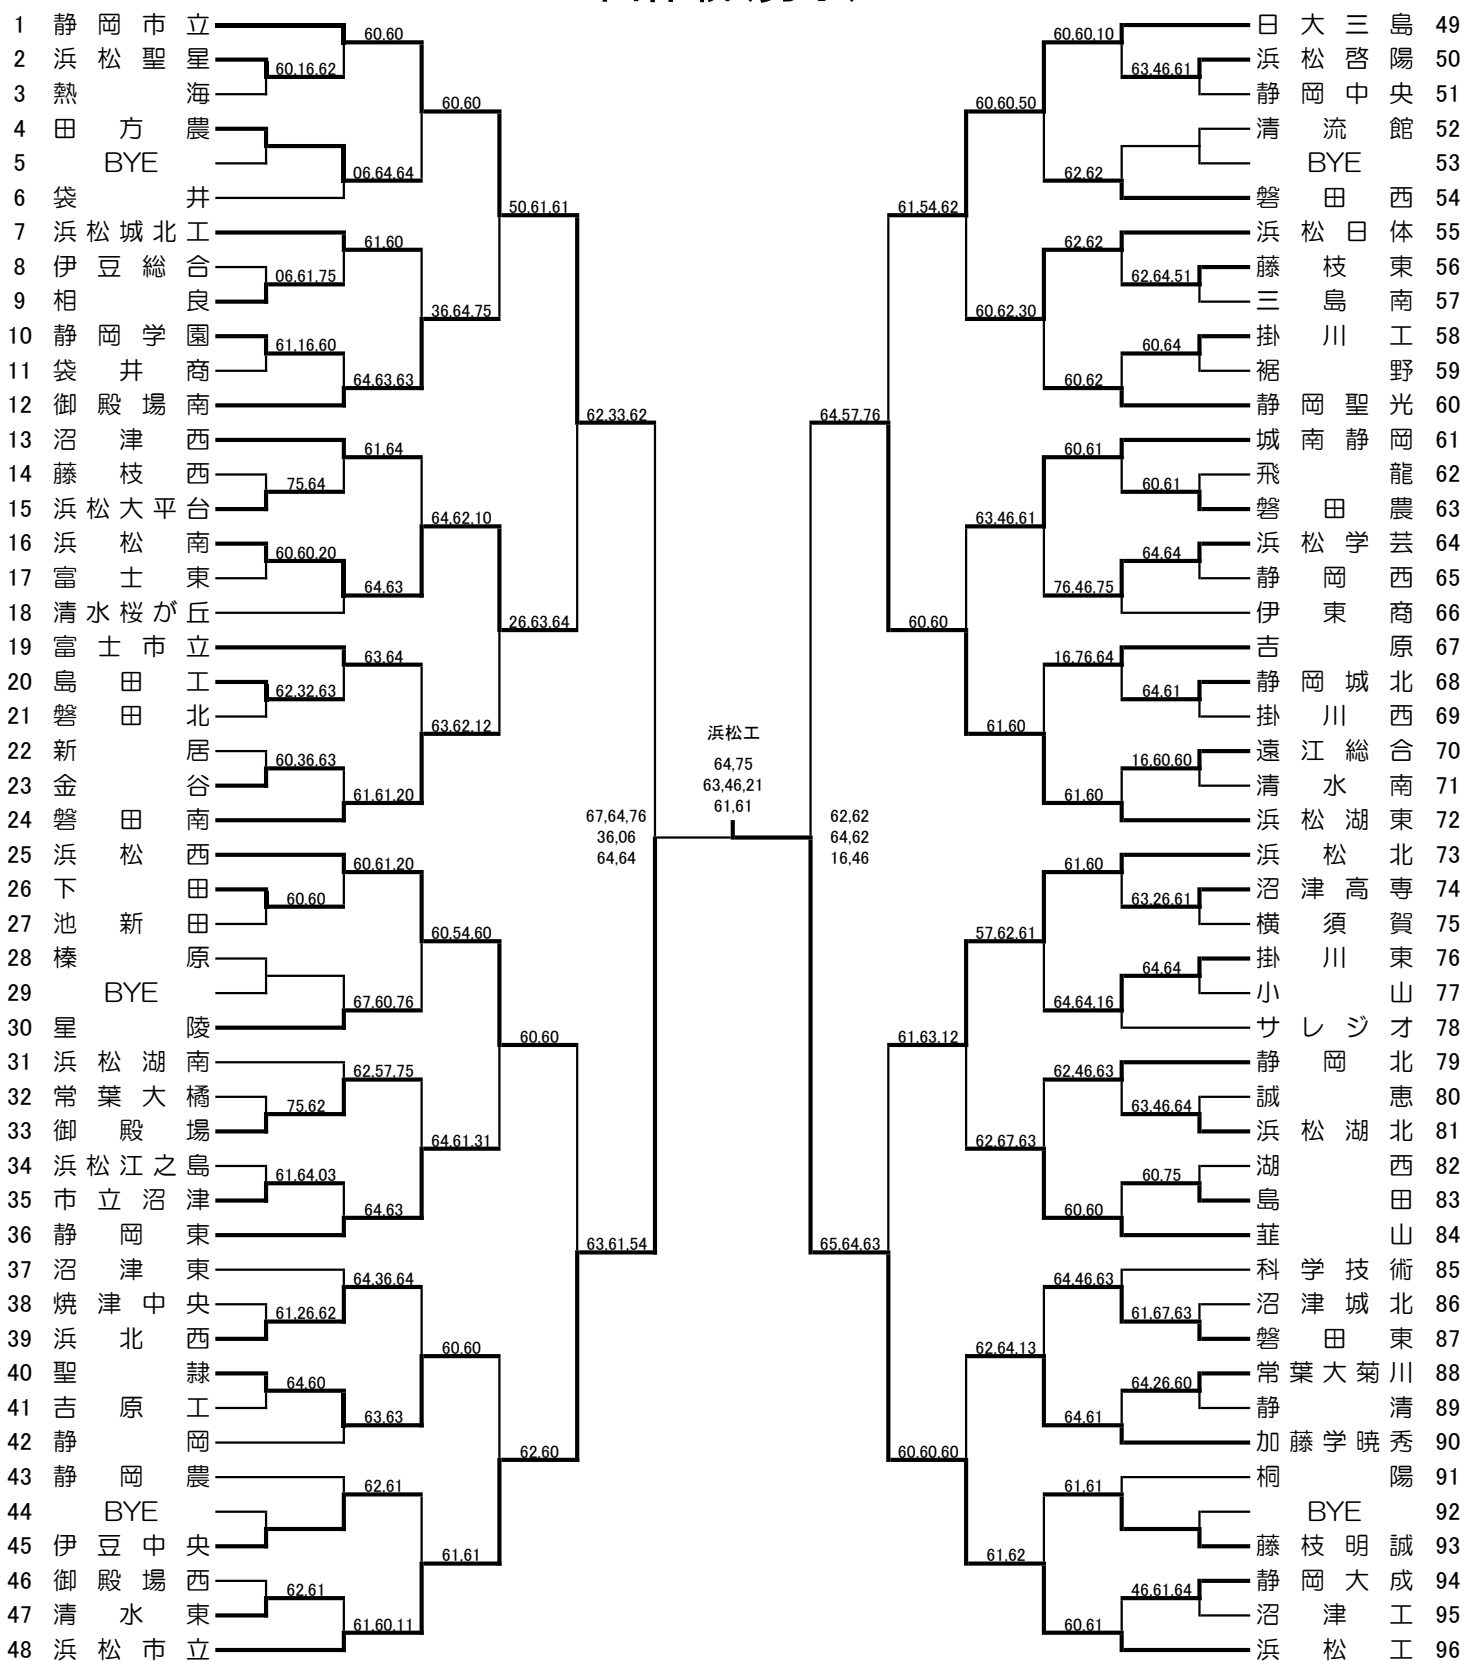 1 静岡市立
2 浜松聖星
3 熱海
4 田方農
5 BYE
6 袋井
7 浜松城北工
8 伊豆総合
9 相良
10 静岡学園
11 袋井商
12 御殿場南
13 沼津西
14 藤枝西
15 浜松大平台
16 浜松南
17 富士東
18 清水桜が丘
19 富士市立
20 島田工
21 磐田北
22 新居
23 金谷
24 磐田南
25 浜松西
26 下田
27 池新田
28 榛原
29 BYE
30 星陵
31 浜松湖南
32 常葉大橘
33 御殿場
34 浜松江之島
35 市立沼津
36 静岡東
37 沼津東
38 焼津中央
39 浜北西
40 聖隷
41 吉原工
42 静岡
43 静岡農
44 BYE
45 伊豆中央
46 御殿場西
47 清水東
48 浜松市立
60.16.62
06.61.75
61.16.60
75.64
60.60.20
62.32.63
60.36.63
60.60
75.62
61.64.03
61.26.62
64.60
62.61
60.60
06.64.64
61.60
64.63.63
61.64
64.63
63.64
61.61.20
60.61.20
67.60.76
62.57.75
64.63
64.36.64
63.63
62.61
61.60.11
60.60
36.64.75
64.62.10
63.62.12
60.54.60
64.61.31
60.60
61.61
50.61.61
26.63.64
60.60
62.60
62.33.62
63.61.54
67,64,76
36,06
64,64
浜松工
64,75
63,46,21
61,61
62,62
64,62
16,46
64.57.76
65.64.63
61.54.62
60.60
61.63.12
60.60.60
60.60.50
60.62.30
63.46.61
61.60
57.62.61
62.67.63
62.64.13
61.62
60.60.10
62.62
62.62
60.62
60.61
76.46.75
16.76.64
61.60
61.60
64.64.16
62.46.63
60.60
64.46.63
64.61
61.61
60.61
63.46.61
62.64.51
60.64
60.61
64.64
64.61
16.60.60
63.26.61
64.64
63.46.64
60.75
61.67.63
64.26.60
46.61.64
日大三島 49
浜松啓陽 50
静岡中央 51
清流館 52
BYE 53
磐田西 54
浜松日体 55
藤枝東 56
三島南 57
掛川工 58
裾野 59
静岡聖光 60
城南静岡 61
飛龍 62
磐田農 63
浜松学芸 64
静岡西 65
伊東商 66
吉原 67
静岡城北 68
掛川西 69
遠江総合 70
清水南 71
浜松湖東 72
浜松北 73
沼津高専 74
横須賀 75
掛川東 76
小山 77
サレジオ 78
静岡北 79
誠恵 80
浜松湖北 81
湖西 82
島田 83
韮山 84
科学技術 85
沼津城北 86
磐田東 87
常葉大菊川 88
静清 89
加藤学暁秀 90
桐陽 91
BYE 92
藤枝明誠 93
静岡大成 94
沼津工 95
浜松工 96